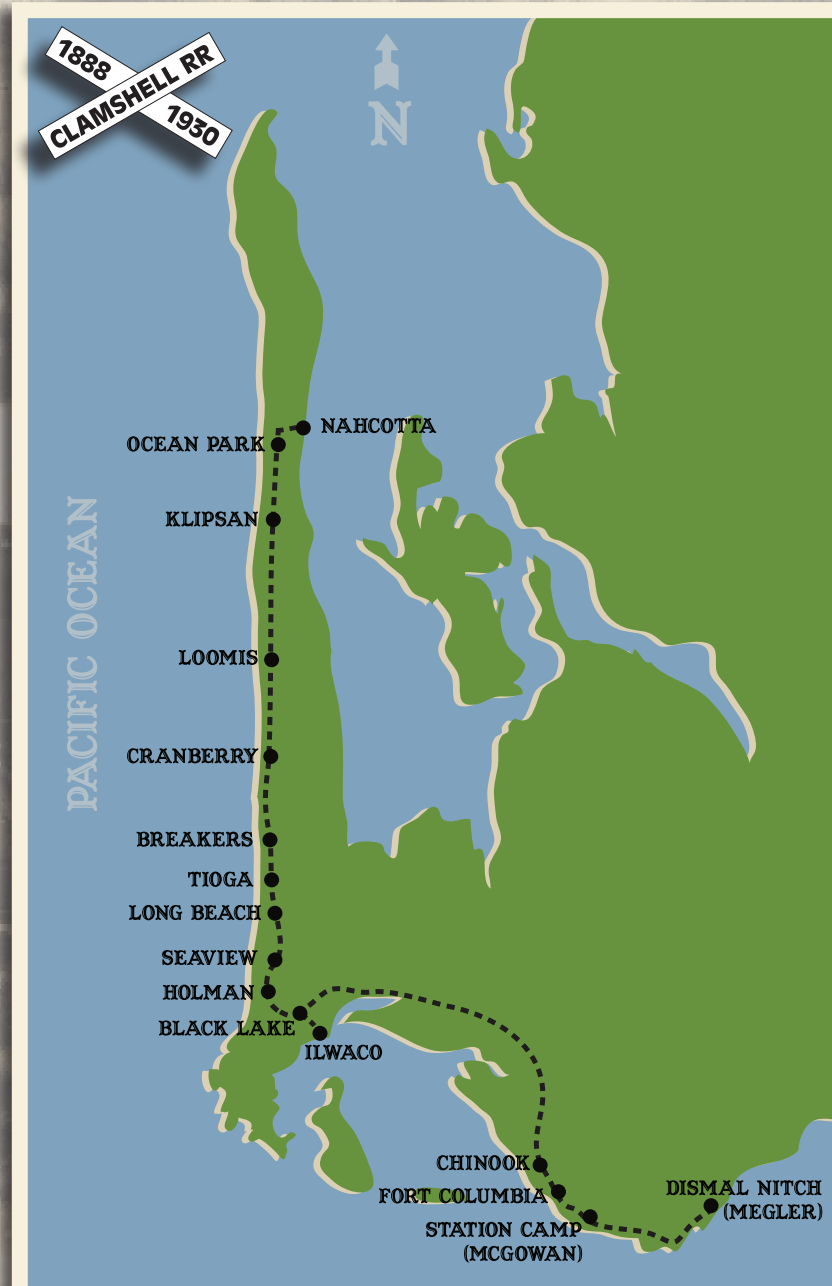 1888
CLAMSHELL RR
1930
N
NAHCOTTA
OCEAN PARK
KLIPSAN
PACIFIC OCEAN
LOOMIS
CRANBERRY
BREAKERS
TIOGA
LONG BEACH
SEAVIEW
HOLMAN
BLACK LAKE
ILWACO
CHINOOK
FORT COLUMBIA
DISMAL NITCH
(MEGLER)
STATION CAMP
(MCGOWAN)